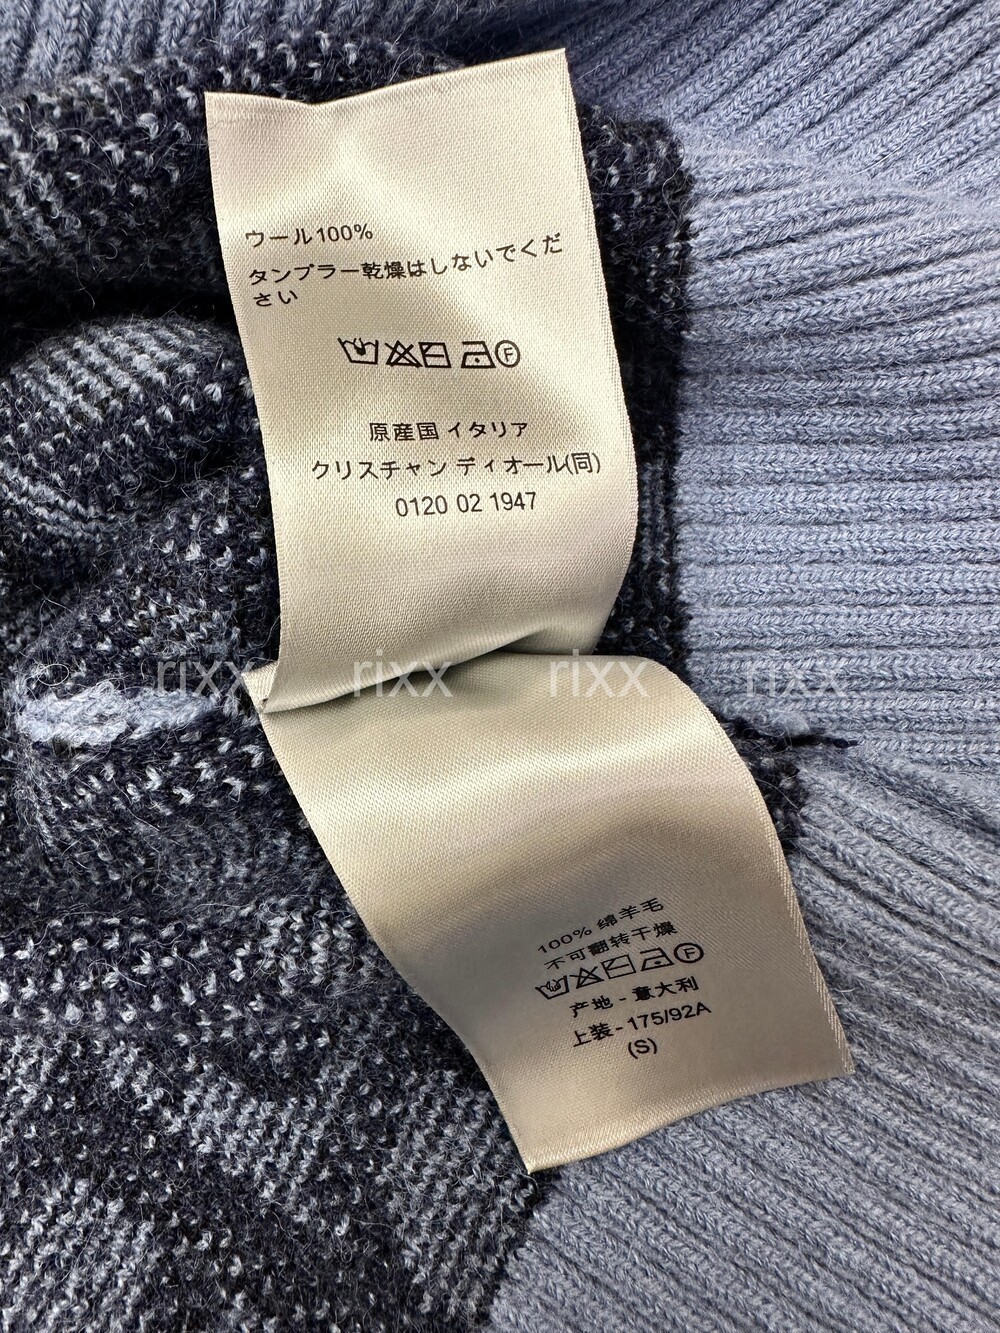 ウール100%
タンブラー乾燥はしないでくだ
さい
F
原産国 イタリア
クリスチャン ディオール(同)
0120 02 1947
rixx rixx rixx rixx
100% 绵羊毛
不可翻转干燥
F
产地 - 意大利
上装 - 175/92A
(S)